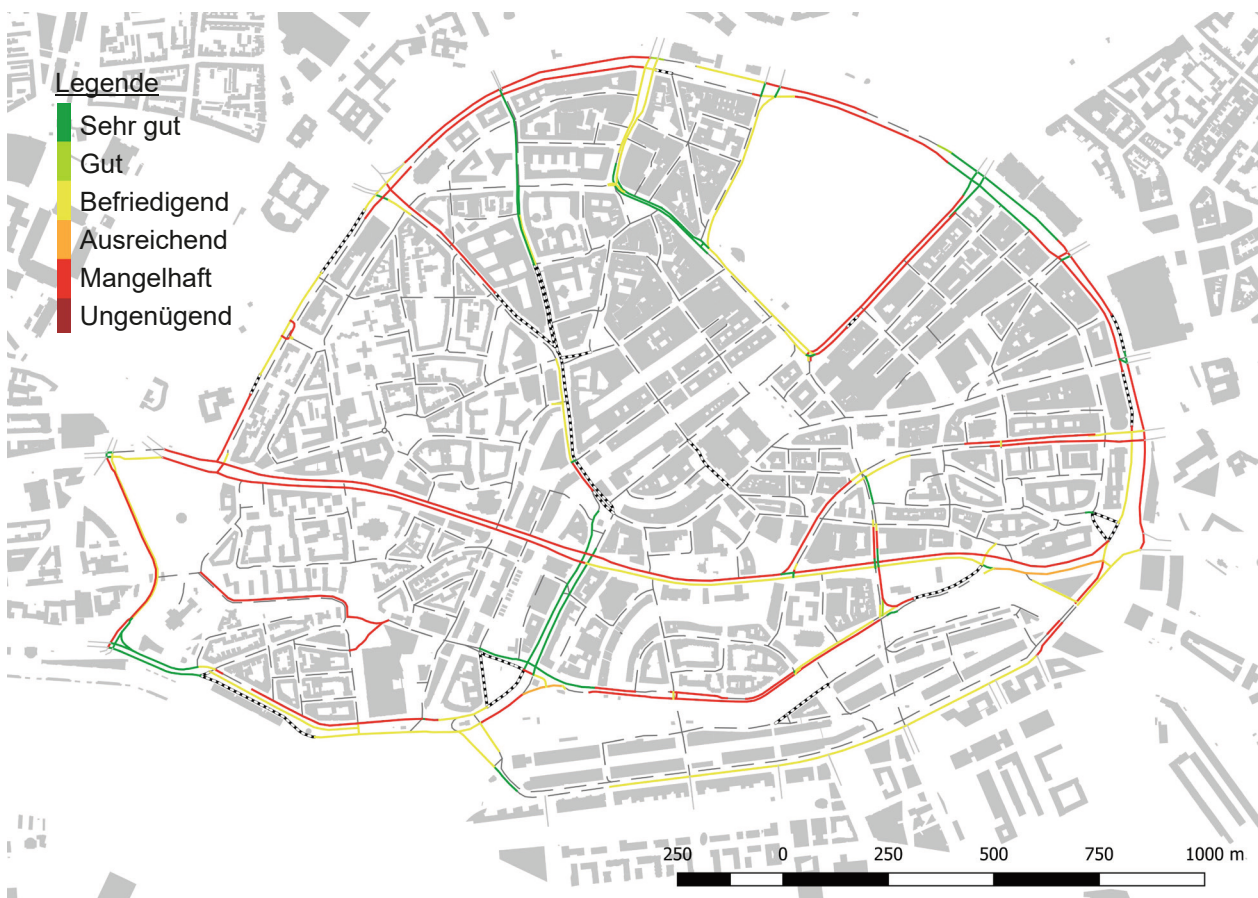 Legende
Sehr gut
Gut
Befriedigend
Ausreichend
Mangelhaft
Ungenügend
250 0 250 500 750 1000 m